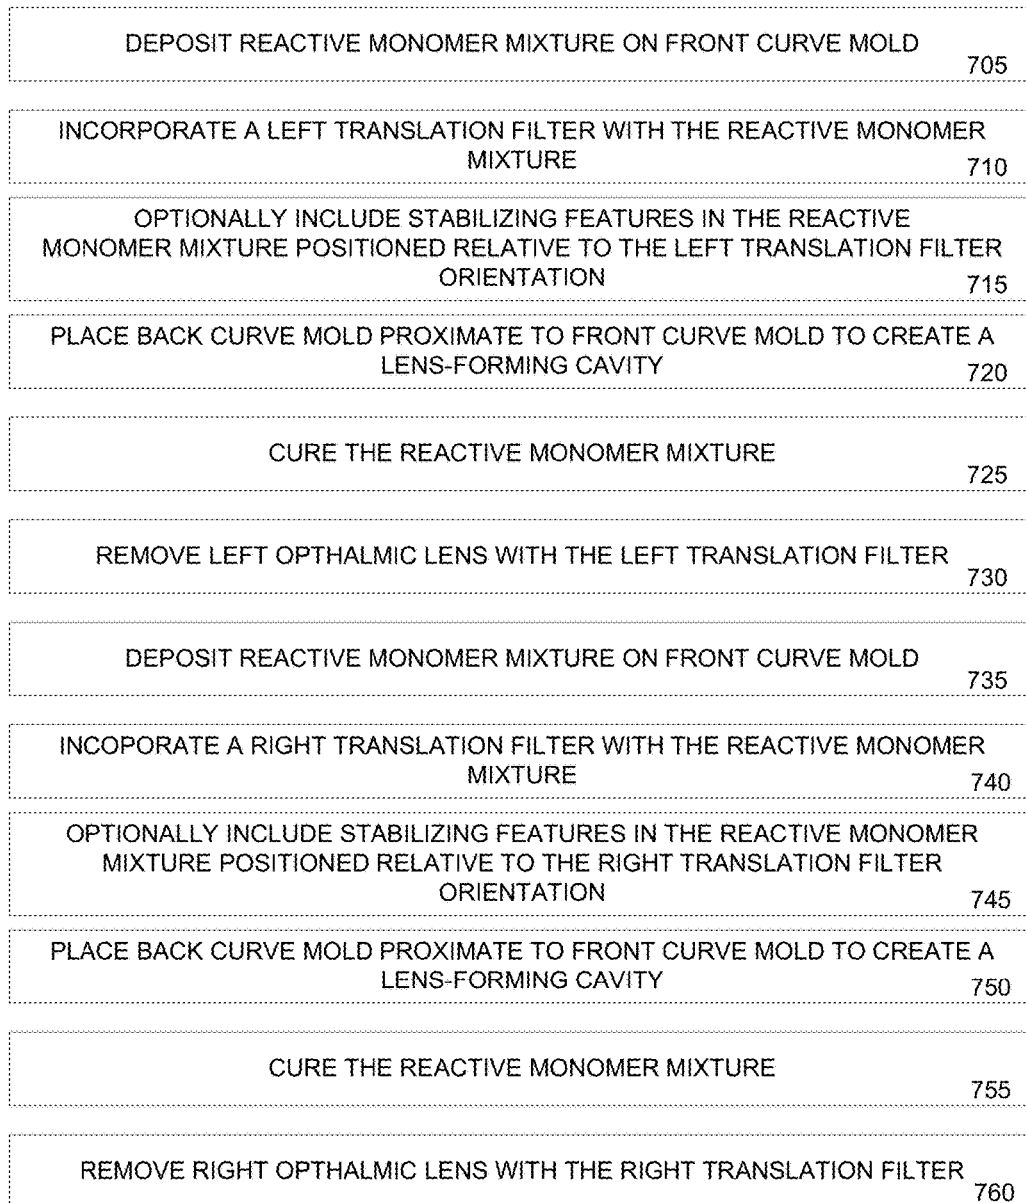 DEPOSIT REACTIVE MONOMER MIXTURE ON FRONT CURVE MOLD
705
INCORPORATE A LEFT TRANSLATION FILTER WITH THE REACTIVE MONOMER
MIXTURE
710
OPTIONALLY INCLUDE STABILIZING FEATURES IN THE REACTIVE
MONOMER MIXTURE POSITIONED RELATIVE TO THE LEFT TRANSLATION FILTER
ORIENTATION
715
PLACE BACK CURVE MOLD PROXIMATE TO FRONT CURVE MOLD TO CREATE A
LENS-FORMING CAVITY
720
CURE THE REACTIVE MONOMER MIXTURE
725
REMOVE LEFT OPTHALMIC LENS WITH THE LEFT TRANSLATION FILTER
730
DEPOSIT REACTIVE MONOMER MIXTURE ON FRONT CURVE MOLD
735
INCOPORATE A RIGHT TRANSLATION FILTER WITH THE REACTIVE MONOMER
MIXTURE
740
OPTIONALLY INCLUDE STABILIZING FEATURES IN THE REACTIVE MONOMER
MIXTURE POSITIONED RELATIVE TO THE RIGHT TRANSLATION FILTER
ORIENTATION
745
PLACE BACK CURVE MOLD PROXIMATE TO FRONT CURVE MOLD TO CREATE A
LENS-FORMING CAVITY
750
CURE THE REACTIVE MONOMER MIXTURE
755
REMOVE RIGHT OPTHALMIC LENS WITH THE RIGHT TRANSLATION FILTER
760